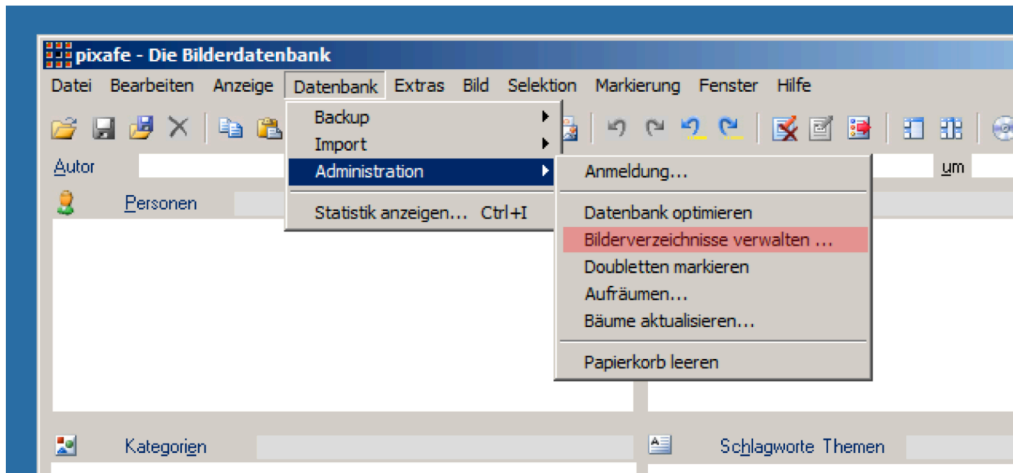 pixafe - Die Bilderdatenbank
Datei Bearbeiten Anzeige Datenbank Extras Bild Selektion Markierung Fenster Hilfe
Backup
Import
Administration
Statistik anzeigen... Ctrl+I
Anmeldung...
Datenbank optimieren
Bilderverzeichnisse verwalten ...
Doubletten markieren
Aufräumen...
Bäume aktualisieren...
Papierkorb leeren
Autor
um
Personen
Kategorien
Schlagworte Themen